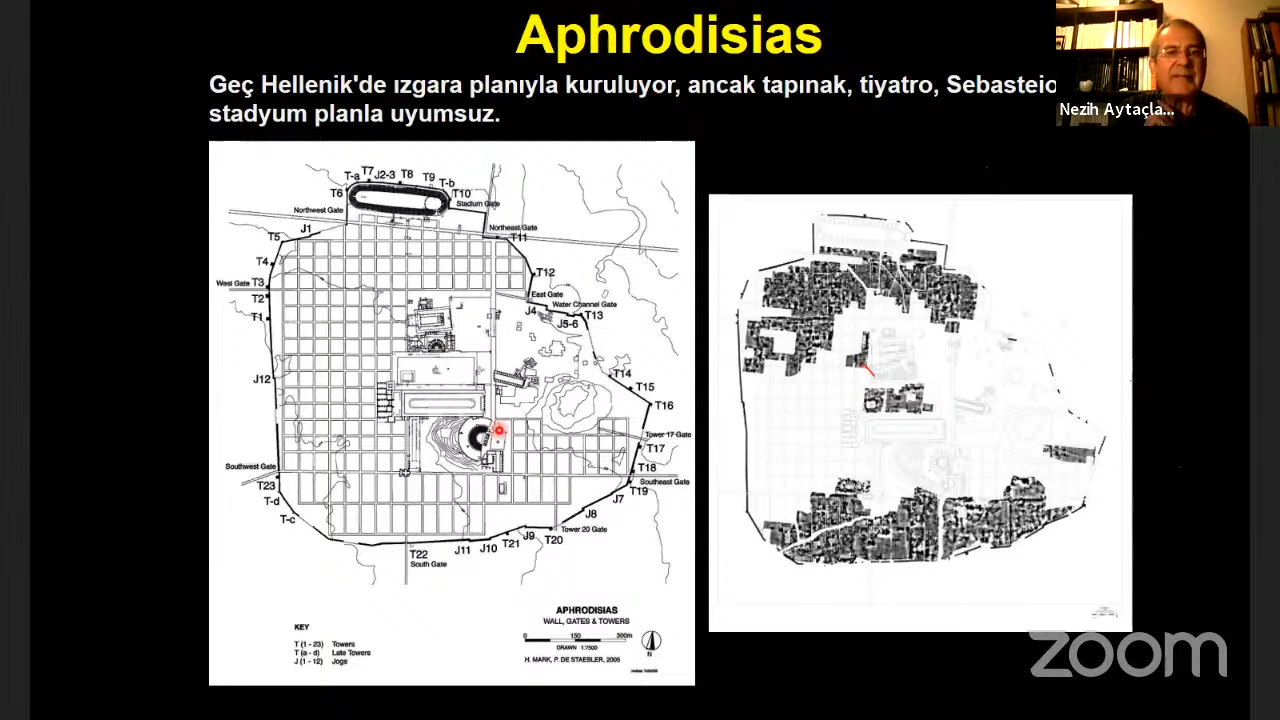 Aphrodisias
Geç Hellenik'de ızgara planıyla kuruluyor, ancak tapınak, tiyatro, Sebasteio
stadyum planla uyumsuz.
Nezih Aytaçla...
T-a
T7
J2-3
T8
T9
T-b
T6
T10
Stadium Gate
Northwest Gate
J1
Northeast Gate
T5
T11
T4
T12
West Gate
T3
East Gate
T2
Water Channel Gate
J4
T13
T1
J5-6
J12
T14
T15
T16
Tower 17 Gate
T17
Southwest Gate
T18
Southeast Gate
T23
T19
T-d
J7
T-c
J8
Tower 20 Gate
J9
T20
T21
J10
J11
T22
South Gate
APHRODISIAS
WALL, GATES & TOWERS
KEY
0 150 300m
T (1 - 23) Towers
DRAWN 1:7500
T (a - d) Late Towers
N
J (1 - 12) Jogs
H. MARK, P. DE STAEBLER, 2005
zoom